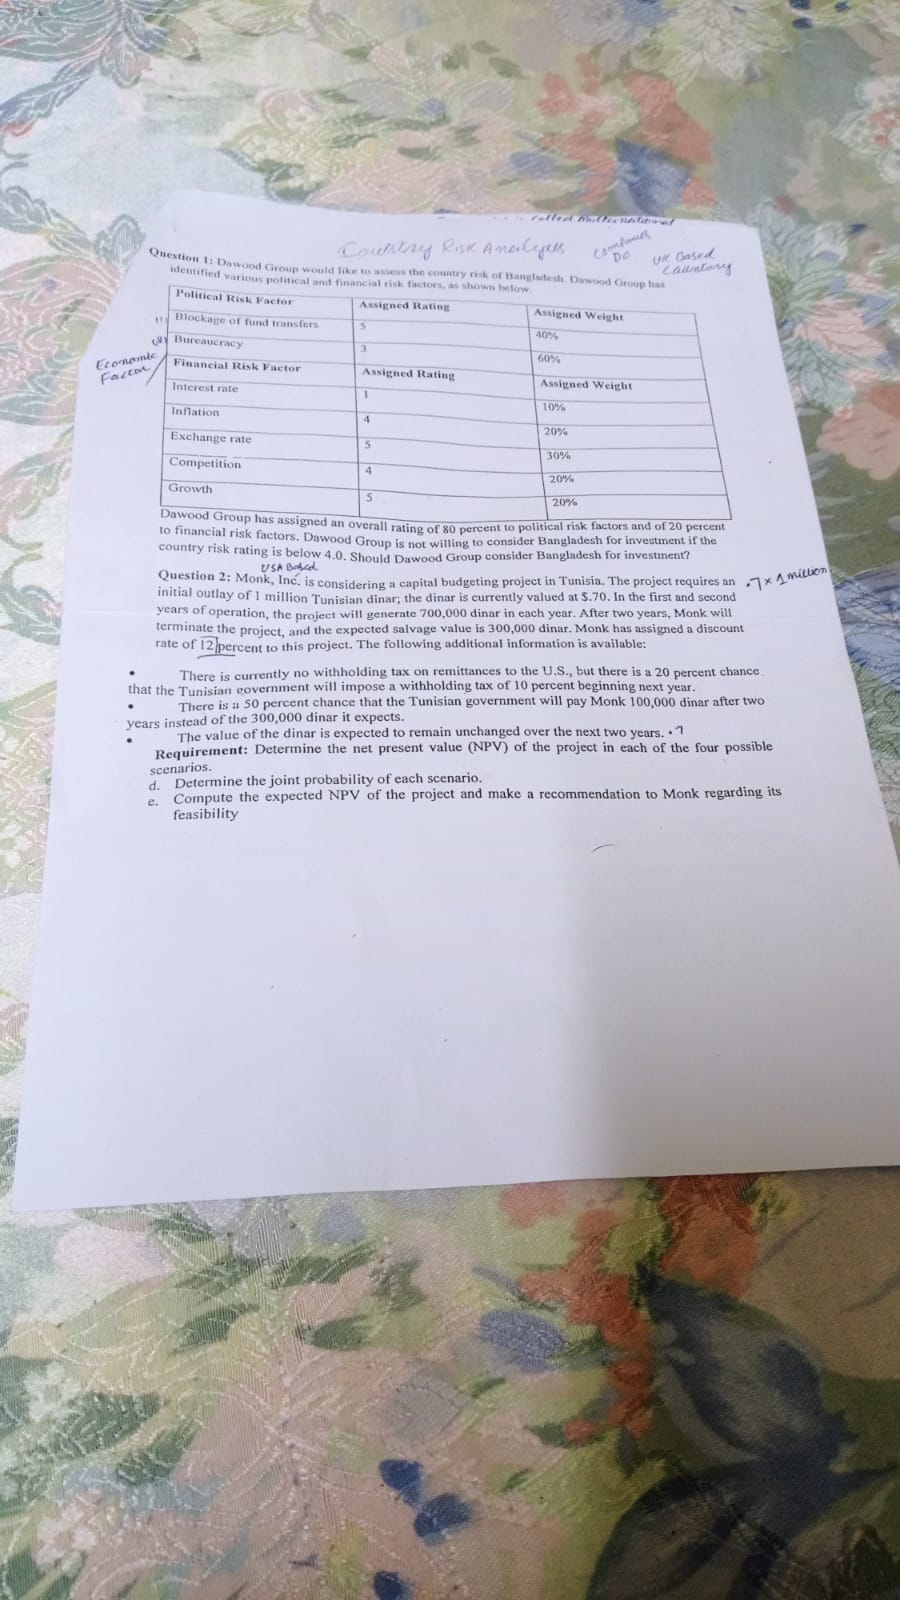 called multinational
Country Risk Analyses
companies
DO
UK Based
Question 1: Dawood Group would like to assess the country risk of Bangladesh. Dawood Group has
identified various political and financial risk factors, as shown below.
Political Risk Factor Assigned Rating Assigned Weight
(1) Blockage of fund transfers 5 40%
(2) Bureaucracy 3 60%
Economic
Factor
Financial Risk Factor Assigned Rating Assigned Weight
Interest rate 1 10%
Inflation 4 20%
Exchange rate 5 30%
Competition 4 20%
Growth 5 20%
Dawood Group has assigned an overall rating of 80 percent to political risk factors and of 20 percent
to financial risk factors. Dawood Group is not willing to consider Bangladesh for investment if the
country risk rating is below 4.0. Should Dawood Group consider Bangladesh for investment?
USA Based
Question 2: Monk, Inc. is considering a capital budgeting project in Tunisia. The project requires an .7 x 1 million
initial outlay of 1 million Tunisian dinar; the dinar is currently valued at $.70. In the first and second
years of operation, the project will generate 700,000 dinar in each year. After two years, Monk will
terminate the project, and the expected salvage value is 300,000 dinar. Monk has assigned a discount
rate of 12 percent to this project. The following additional information is available:
• There is currently no withholding tax on remittances to the U.S., but there is a 20 percent chance
that the Tunisian government will impose a withholding tax of 10 percent beginning next year.
• There is a 50 percent chance that the Tunisian government will pay Monk 100,000 dinar after two
years instead of the 300,000 dinar it expects.
• The value of the dinar is expected to remain unchanged over the next two years. .7
Requirement: Determine the net present value (NPV) of the project in each of the four possible
scenarios.
d. Determine the joint probability of each scenario.
e. Compute the expected NPV of the project and make a recommendation to Monk regarding its
feasibility